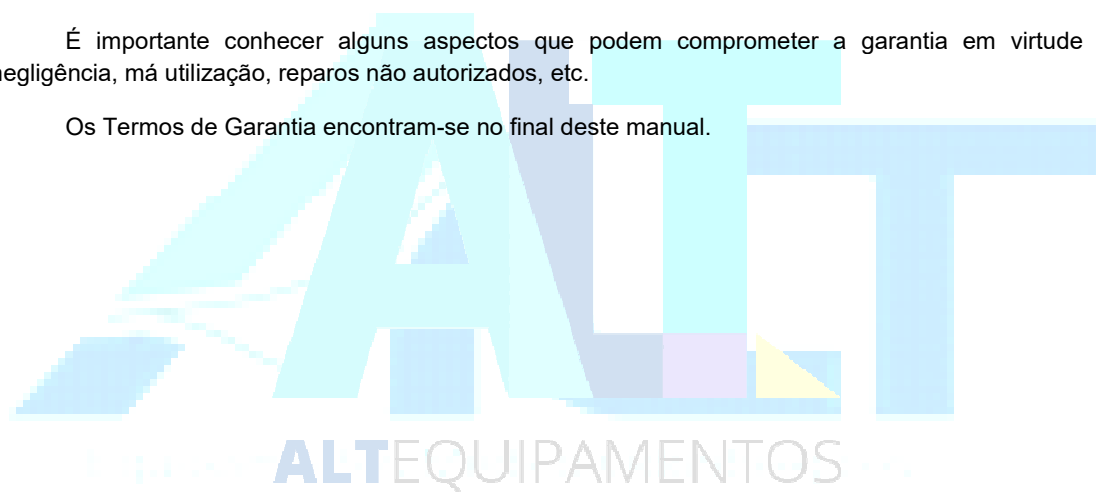 É importante conhecer alguns aspectos que podem comprometer a garantia em virtude
negligência, má utilização, reparos não autorizados, etc.
Os Termos de Garantia encontram-se no final deste manual.
ALT
ALTEQUIPAMENTOS